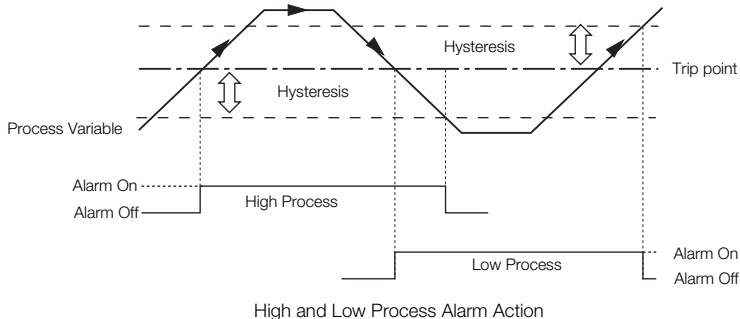 Hysteresis
Trip point
Hysteresis
Process Variable
Alarm On
High Process
Alarm Off
Alarm On
Low Process
Alarm Off
High and Low Process Alarm Action